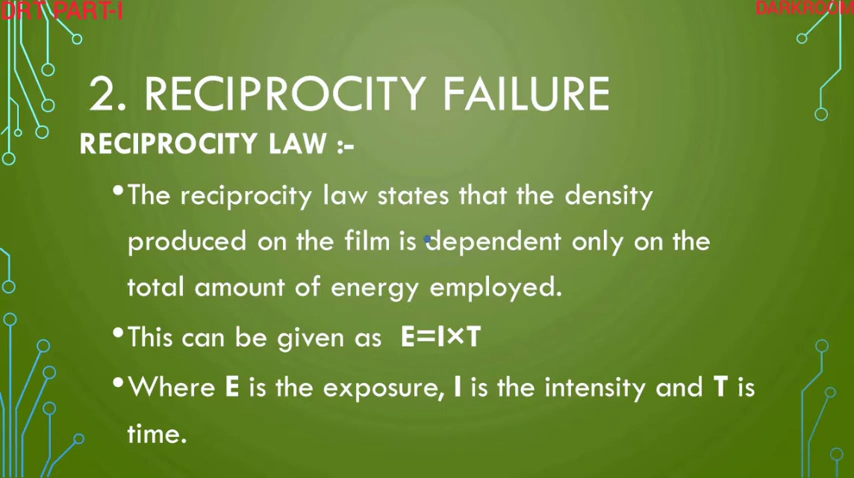 DRT PART-I
DARKROOM
2. RECIPROCITY FAILURE
RECIPROCITY LAW :-
•The reciprocity law states that the density
produced on the film is dependent only on the
total amount of energy employed.
•This can be given as E=I×T
•Where E is the exposure, I is the intensity and T is
time.